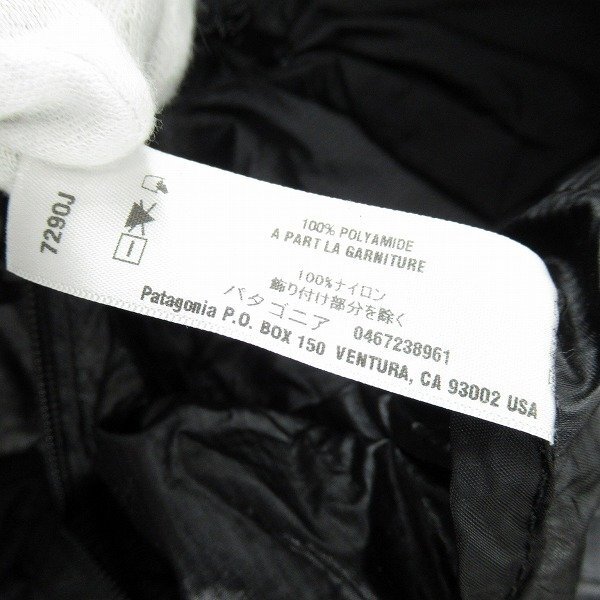 7290J
100% POLYAMIDE
A PART LA GARNITURE
100%ナイロン
飾り付け部分を除く
パタゴニア 0467238961
Patagonia P.O. BOX 150 VENTURA, CA 93002 USA